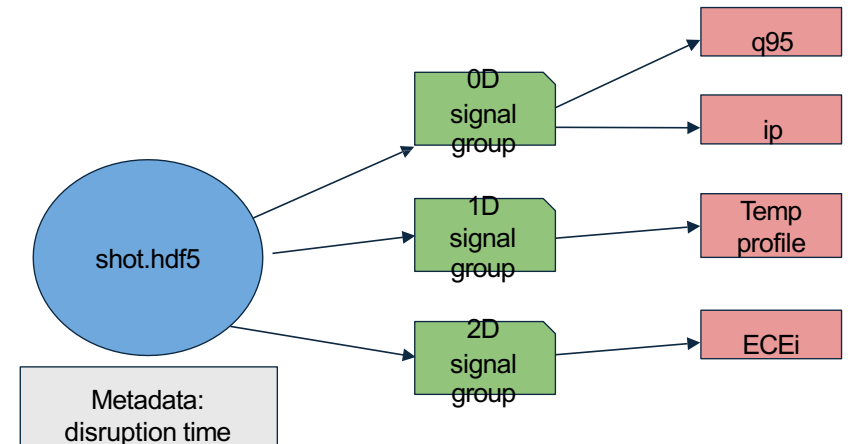 q95
0D
signal
group
ip
shot.hdf5
1D
signal
group
Temp
profile
2D
signal
group
ECEi
Metadata:
disruption time